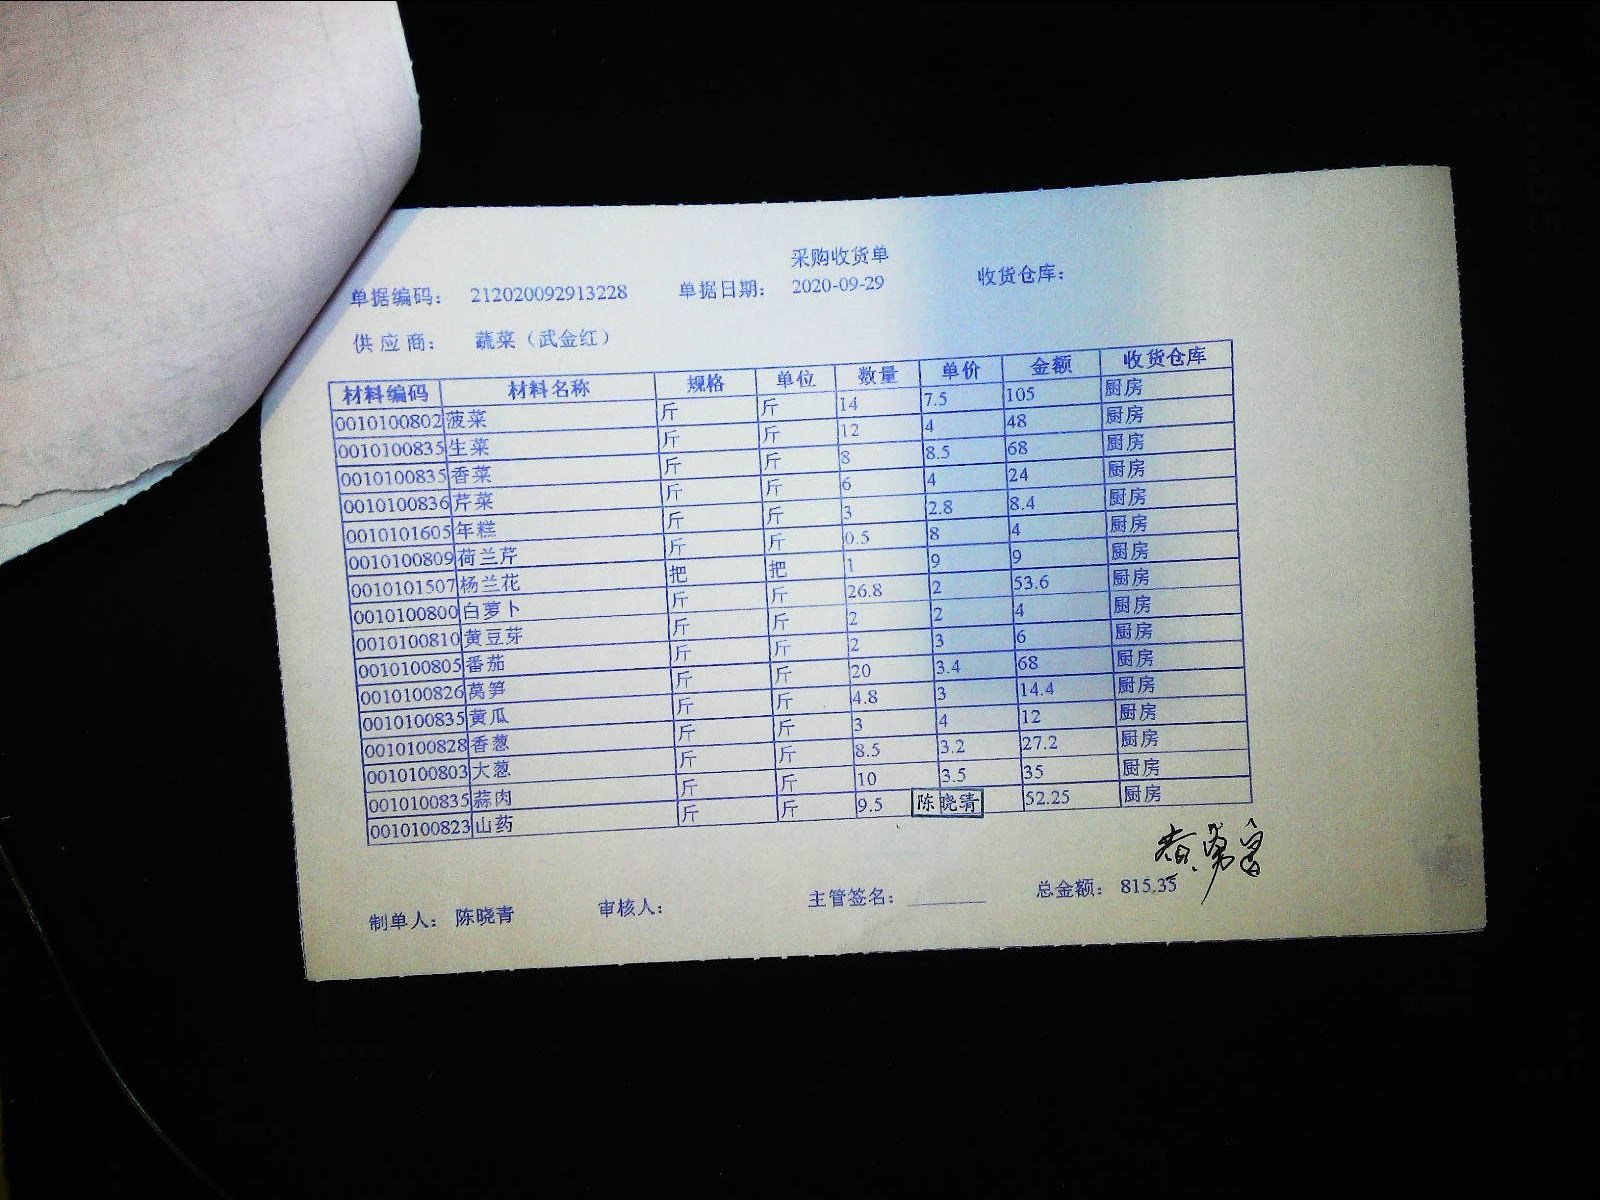 采购收货单
单据编码： 212020092913228 单据日期： 2020-09-29 收货仓库：
供应商： 蔬菜（武金红）
材料编码 材料名称 规格 单位 数量 单价 金额 收货仓库
0010100802 菠菜 斤 斤 14 7.5 105 厨房
0010100835 生菜 斤 斤 12 4 48 厨房
0010100835 香菜 斤 斤 8 8.5 68 厨房
0010100836 芹菜 斤 斤 6 4 24 厨房
0010101605 年糕 斤 斤 3 2.8 8.4 厨房
0010100809 荷兰芹 斤 斤 0.5 8 4 厨房
0010101507 杨兰花 把 把 1 9 9 厨房
0010100800 白萝卜 斤 斤 26.8 2 53.6 厨房
0010100810 黄豆芽 斤 斤 2 2 4 厨房
0010100805 番茄 斤 斤 2 3 6 厨房
0010100826 莴笋 斤 斤 20 3.4 68 厨房
0010100835 黄瓜 斤 斤 4.8 3 14.4 厨房
0010100828 香葱 斤 斤 3 4 12 厨房
0010100803 大葱 斤 斤 8.5 3.2 27.2 厨房
0010100835 蒜肉 斤 斤 10 3.5 35 厨房
0010100823 山药 斤 斤 9.5 陈晓青 52.25 厨房
制单人： 陈晓青 审核人： 主管签名： 总金额： 815.35